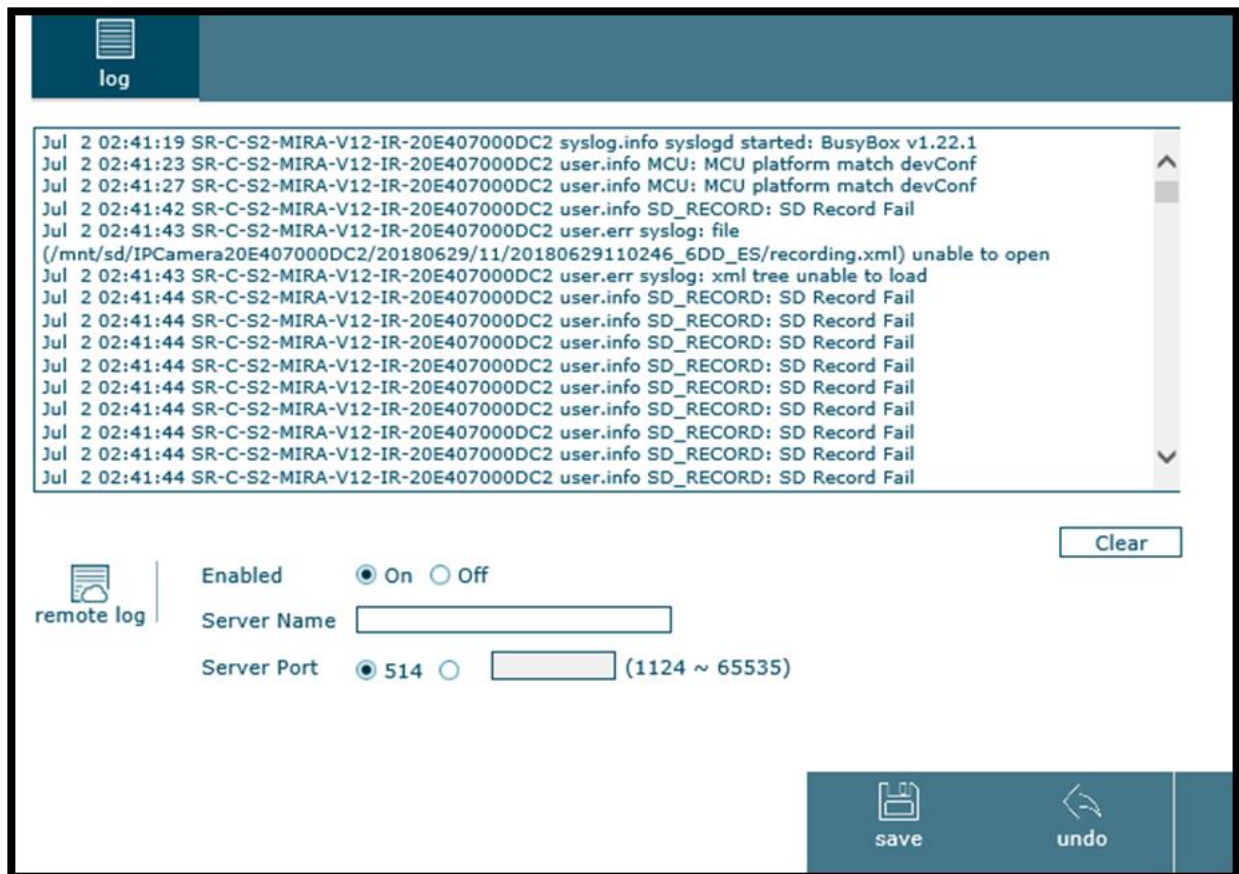 log
Jul 2 02:41:19 SR-C-S2-MIRA-V12-IR-20E407000DC2 syslog.info syslogd started: BusyBox v1.22.1
Jul 2 02:41:23 SR-C-S2-MIRA-V12-IR-20E407000DC2 user.info MCU: MCU platform match devConf
Jul 2 02:41:27 SR-C-S2-MIRA-V12-IR-20E407000DC2 user.info MCU: MCU platform match devConf
Jul 2 02:41:42 SR-C-S2-MIRA-V12-IR-20E407000DC2 user.info SD_RECORD: SD Record Fail
Jul 2 02:41:43 SR-C-S2-MIRA-V12-IR-20E407000DC2 user.err syslog: file
(/mnt/sd/IPCamera20E407000DC2/20180629/11/20180629110246_6DD_ES/recording.xml) unable to open
Jul 2 02:41:43 SR-C-S2-MIRA-V12-IR-20E407000DC2 user.err syslog: xml tree unable to load
Jul 2 02:41:44 SR-C-S2-MIRA-V12-IR-20E407000DC2 user.info SD_RECORD: SD Record Fail
Jul 2 02:41:44 SR-C-S2-MIRA-V12-IR-20E407000DC2 user.info SD_RECORD: SD Record Fail
Jul 2 02:41:44 SR-C-S2-MIRA-V12-IR-20E407000DC2 user.info SD_RECORD: SD Record Fail
Jul 2 02:41:44 SR-C-S2-MIRA-V12-IR-20E407000DC2 user.info SD_RECORD: SD Record Fail
Jul 2 02:41:44 SR-C-S2-MIRA-V12-IR-20E407000DC2 user.info SD_RECORD: SD Record Fail
Jul 2 02:41:44 SR-C-S2-MIRA-V12-IR-20E407000DC2 user.info SD_RECORD: SD Record Fail
Jul 2 02:41:44 SR-C-S2-MIRA-V12-IR-20E407000DC2 user.info SD_RECORD: SD Record Fail
Jul 2 02:41:44 SR-C-S2-MIRA-V12-IR-20E407000DC2 user.info SD_RECORD: SD Record Fail
Jul 2 02:41:44 SR-C-S2-MIRA-V12-IR-20E407000DC2 user.info SD_RECORD: SD Record Fail
Clear
remote log
Enabled On Off
Server Name
Server Port 514 (1124 ~ 65535)
save undo